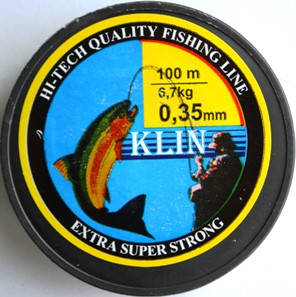 HI-TECH QUALITY FISHING LINE
100 m
6,7kg
0,35mm
KLIN
EXTRA SUPER STRONG